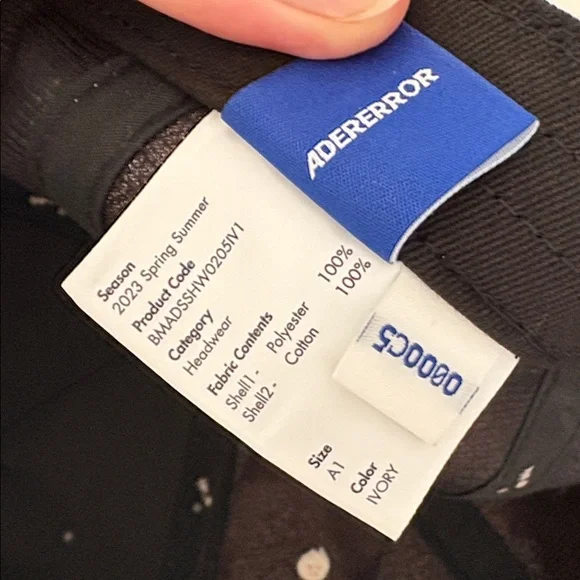 ADERERROR
Season
2023 Spring Summer
Product Code
BMADSSHW0205IV1
Category
Headwear
Fabric Contents
Shell1 - Polyester 100%
Shell2 - Cotton 100%
Size
A1
Color
IVORY